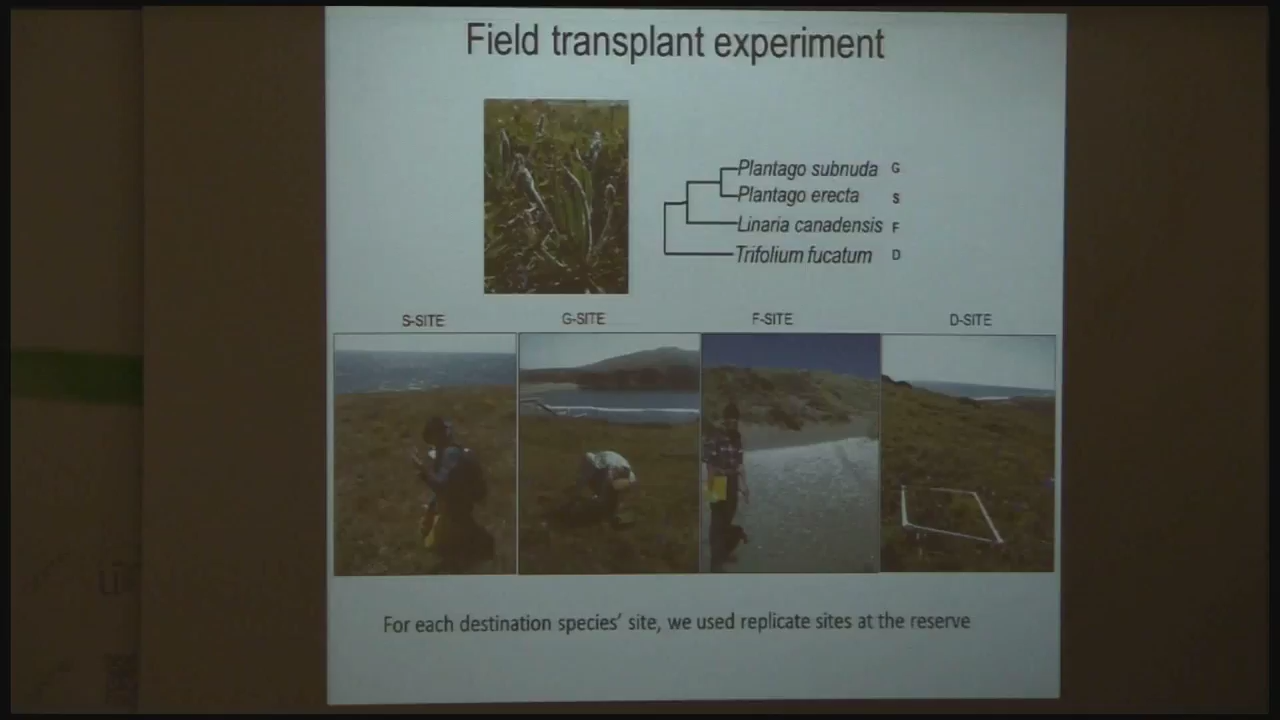 Field transplant experiment
Plantago subnuda G
Plantago erecta S
Linaria canadensis F
Trifolium fucatum D
S-SITE G-SITE F-SITE D-SITE
For each destination species' site, we used replicate sites at the reserve